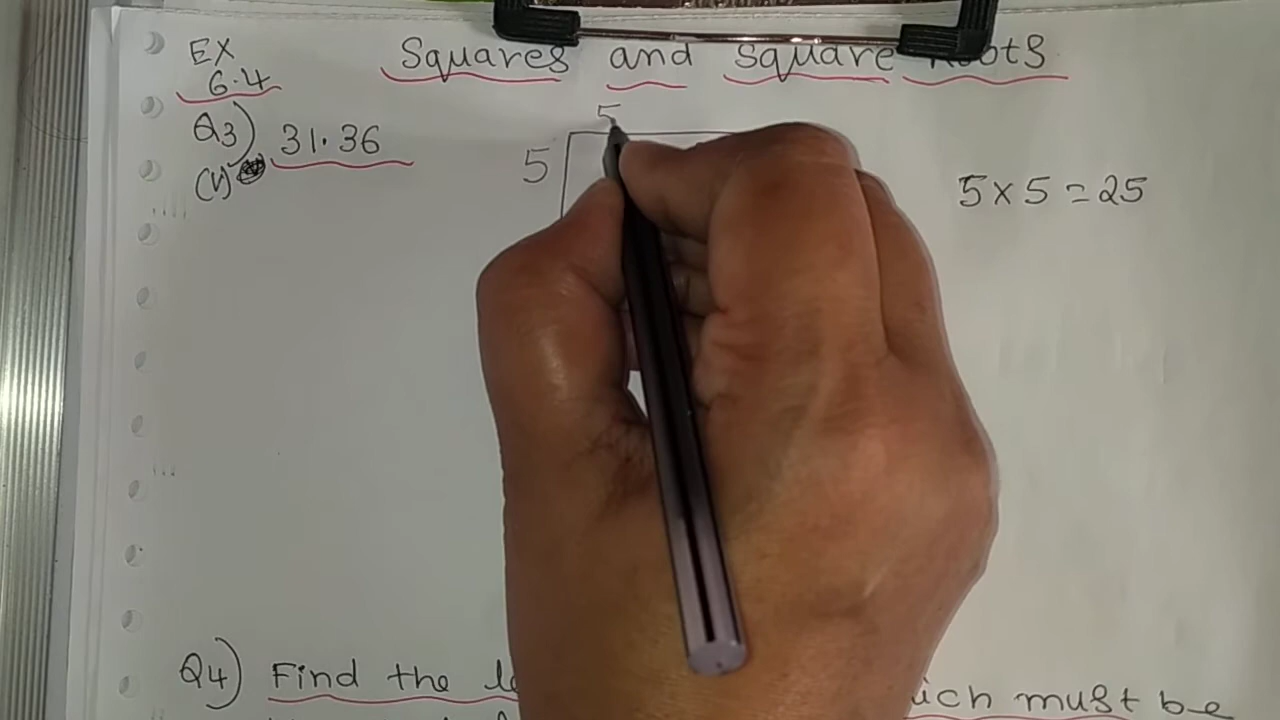 EX Squares and Square Roots
6.4
Q3) 31.36
(V)
5
5
5 × 5 = 25
Q4) Find the must be